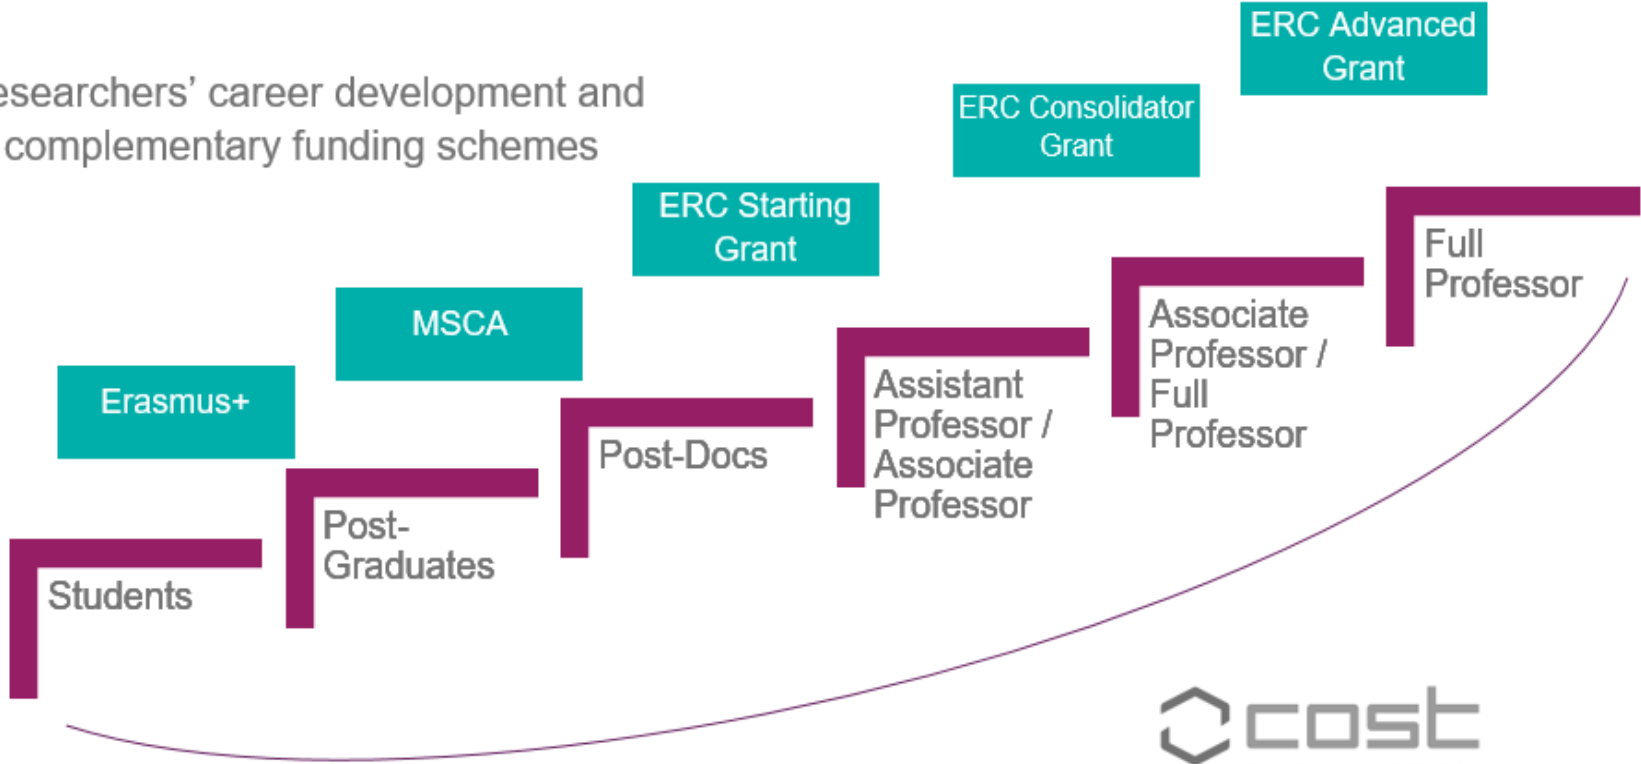 esearchers' career development and
complementary funding schemes
ERC Advanced
Grant
ERC Consolidator
Grant
ERC Starting
Grant
MSCA
Erasmus+
Full
Professor
Associate
Professor /
Full
Professor
Assistant
Professor /
Associate
Professor
Post-Docs
Post-
Graduates
Students
cost